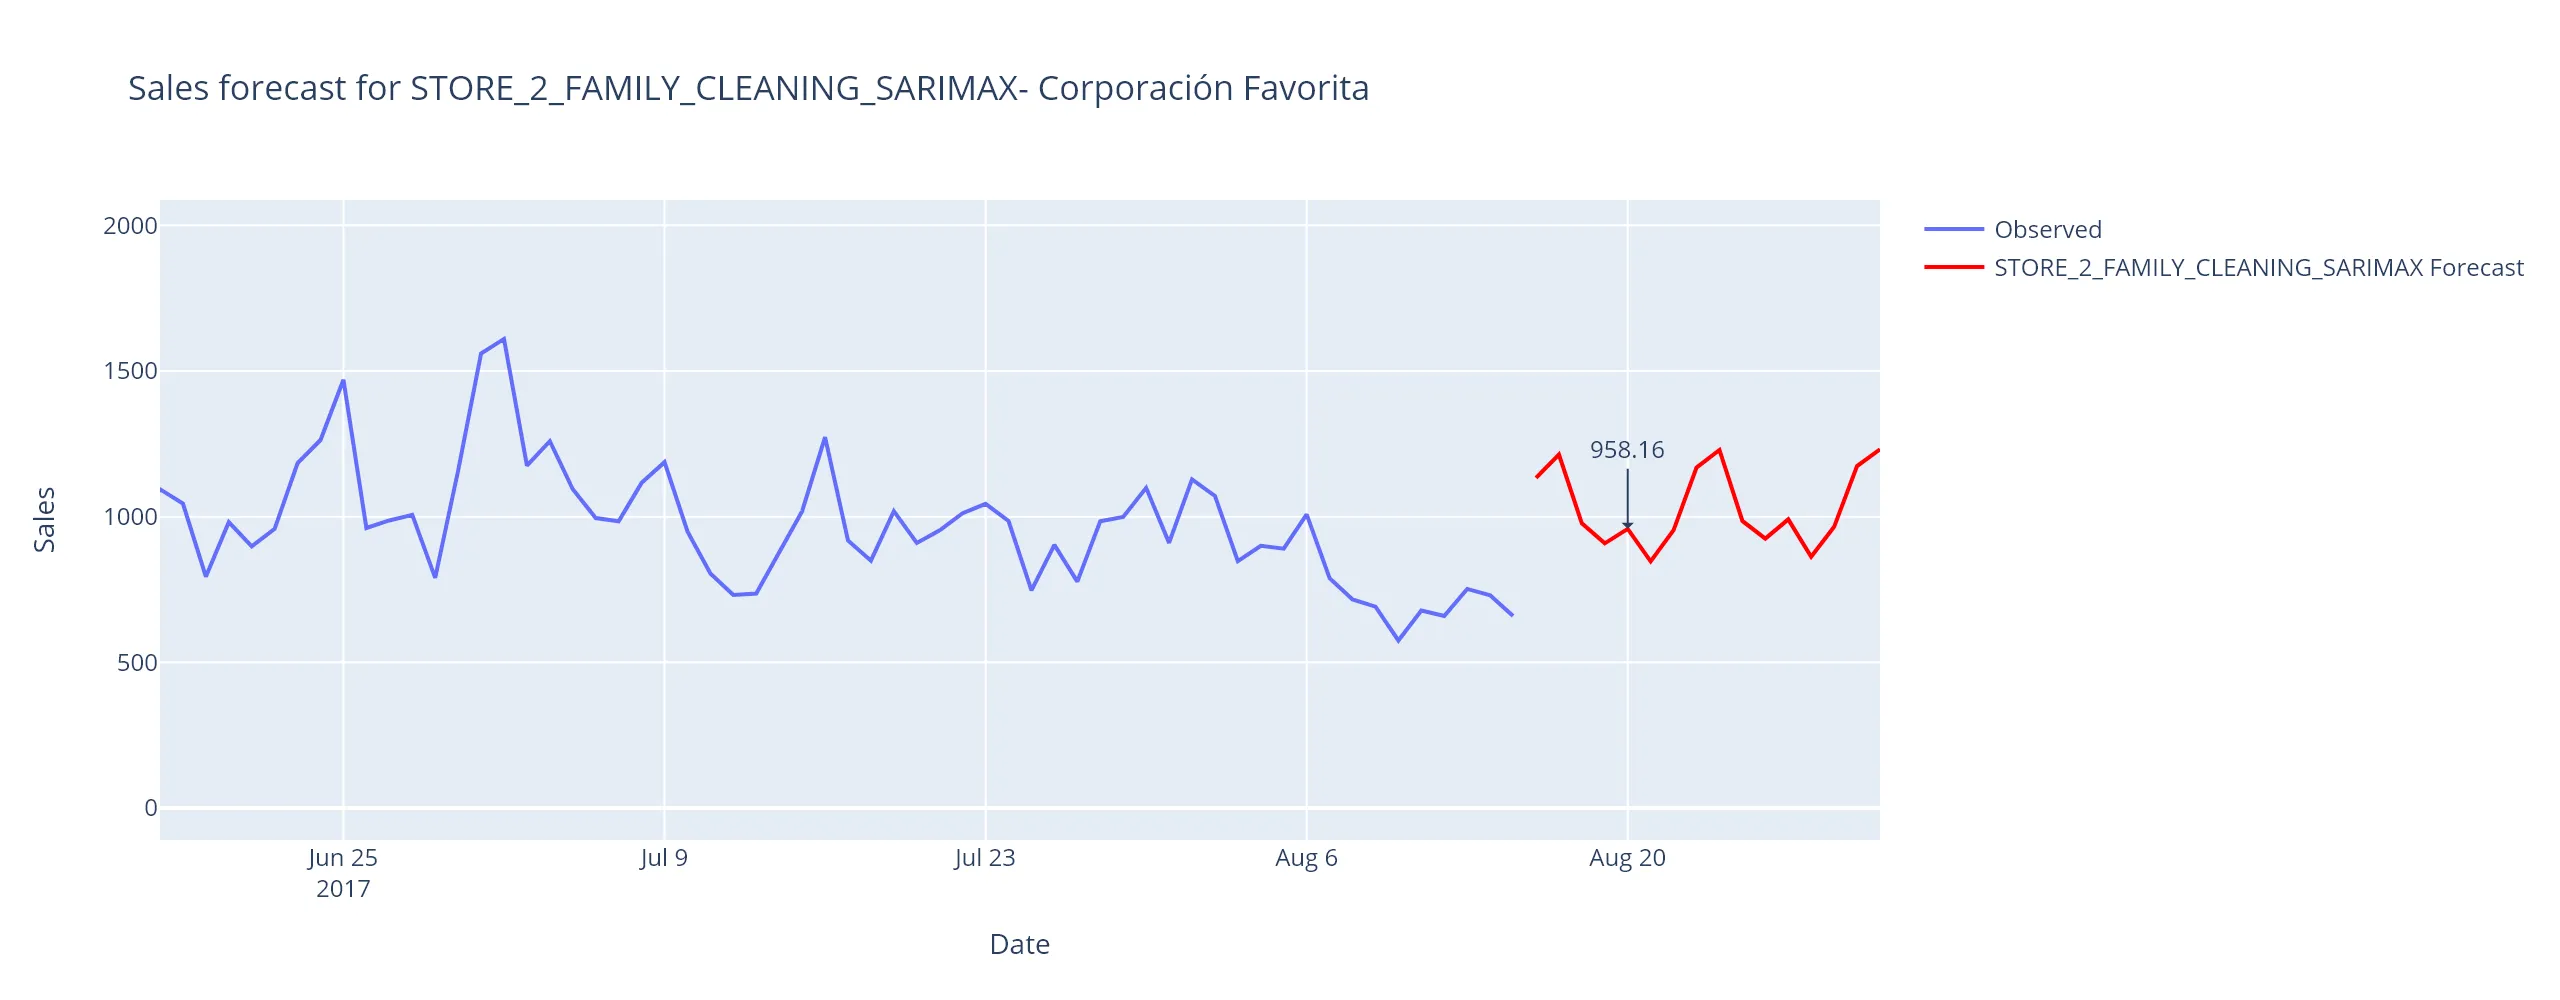 Sales forecast for STORE_2_FAMILY_CLEANING_SARIMAX- Corporación Favorita
2000
1500
1000
500
0
Sales
958.16
Jun 25
2017
Jul 9
Jul 23
Aug 6
Aug 20
Date
Observed
STORE_2_FAMILY_CLEANING_SARIMAX Forecast